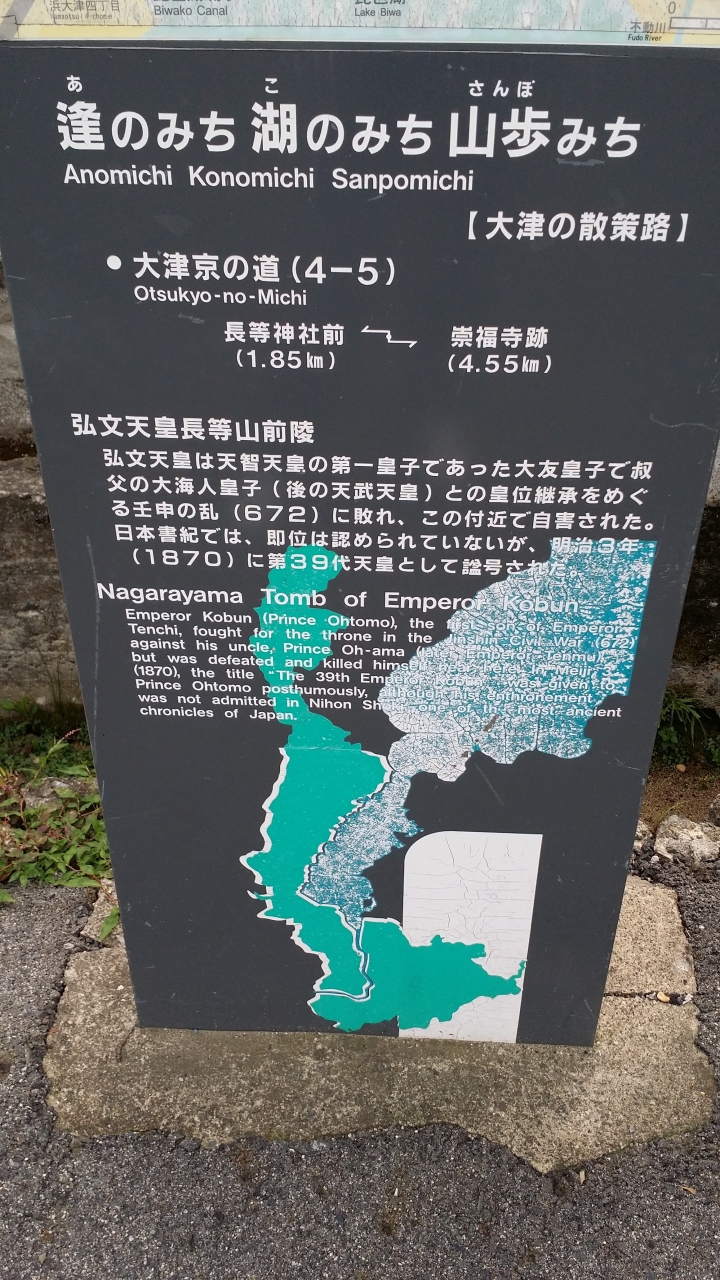 浜大津四丁目
Biwako Canal
Lake Biwa
不動川
Fudo River
0
あ こ さんぽ
逢のみち 湖のみち 山歩みち
Anomichi Konomichi Sanpomichi
【大津の散策路】
● 大津京の道(4−5)
Otsukyo-no-Michi
長等神社前 崇福寺跡
(1.85㎞) (4.55㎞)
弘文天皇長等山前陵
弘文天皇は天智天皇の第一皇子であった大友皇子で叔
父の大海人皇子(後の天武天皇)との皇位継承をめぐ
る壬申の乱(672)に敗れ、この付近で自害された。
日本書紀では、即位は認められていないが、明治3年
(1870)に第39代天皇として諡号された。
Nagarayama Tomb of Emperor Kobun
Emperor Kobun (Prince Ohtomo), the first son of Emperor
Tenchi, fought for the throne in the Jinshin Civil War (672)
against his uncle, Prince Oh-ama (later Emperor Tenmu),
but was defeated and killed himself near here. In Meiji 3
(1870), the title "The 39th Emperor Kobun" was given to
Prince Ohtomo posthumously, although his enthronement
was not admitted in Nihon Shoki, one of the most ancient
chronicles of Japan.